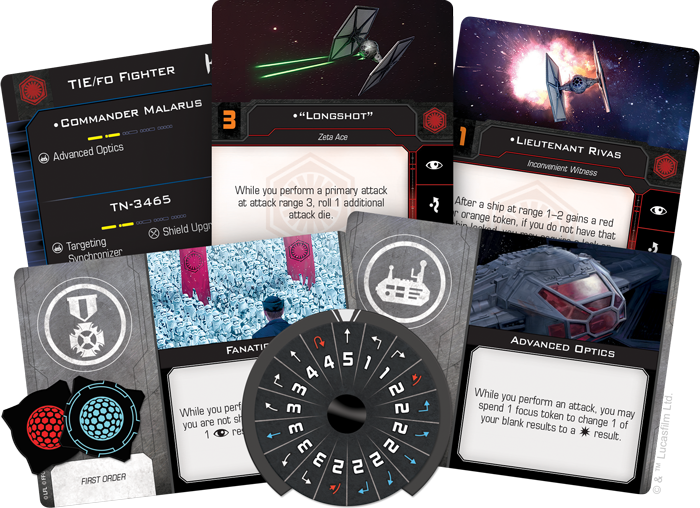 TIE/fo Fighter
•Commander Malarus
Advanced Optics
TN-3465
Targeting
Synchronizer
Shield Upgr
3
•"Longshot"
Zeta Ace
While you perform a primary attack
at attack range 3, roll 1 additional
attack die.
1
•Lieutenant Rivas
Inconvenient Witness
After a ship at range 1–2 gains a red
or orange token, if you do not have that
Fanatic
While you perf
you are not sh
1
FIRST ORDER
Advanced Optics
While you perform an attack, you may
spend 1 focus token to change 1 of
your blank results to a result.
5 1 1 2 2 2 2 2 2 2 3 3 3 3 3 4 4
© & ™ Lucasfilm Ltd.